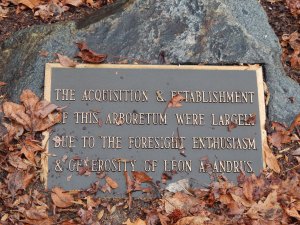 THE ACQUISITION & ESTABLISHMENT
OF THIS ARBORETUM WERE LARGELY
DUE TO THE FORESIGHT ENTHUSIASM
& GENEROSITY OF LEON A. ANDRUS.